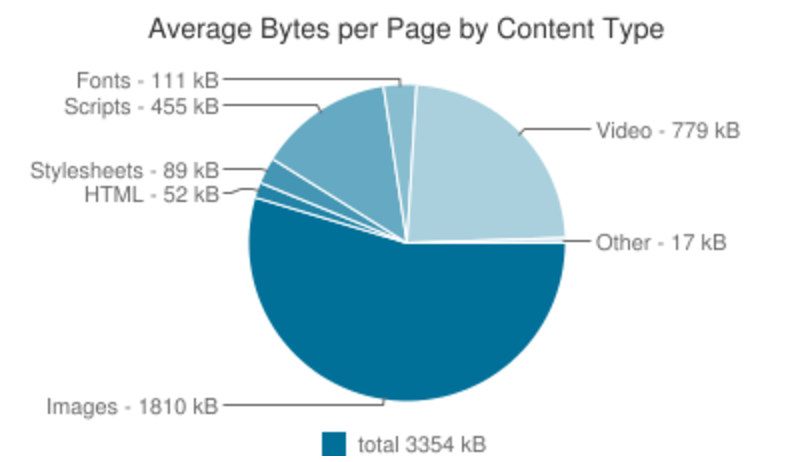 Average Bytes per Page by Content Type
Fonts - 111 kB
Scripts - 455 kB
Video - 779 kB
Stylesheets - 89 kB
HTML - 52 kB
Other - 17 kB
Images - 1810 kB
total 3354 kB